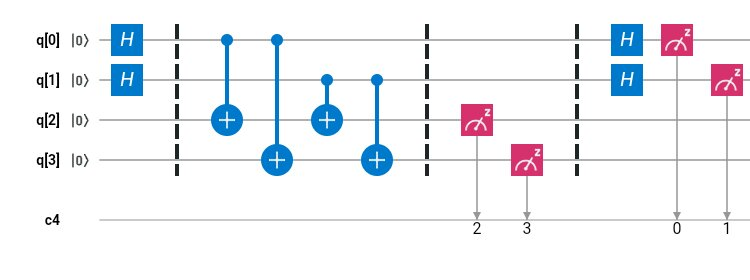 q[0] |0⟩ H H z
q[1] |0⟩ H H z
q[2] |0⟩ z
q[3] |0⟩ z
c4
2 3 0 1